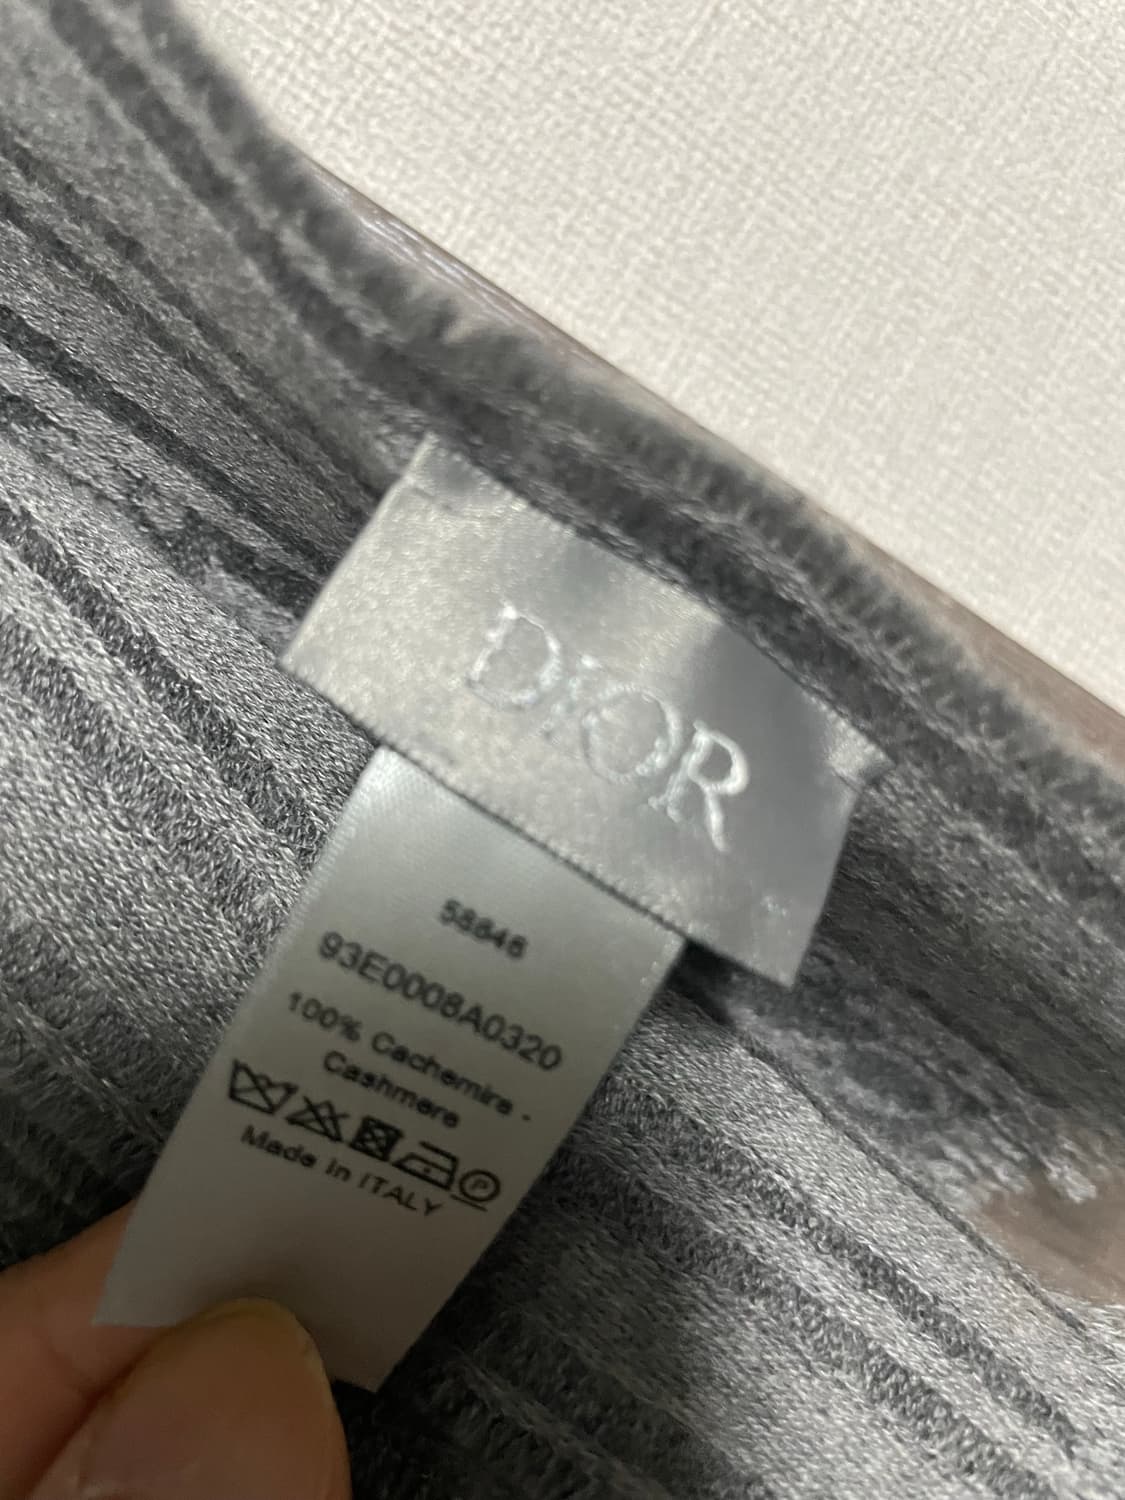 DIOR
58846
93E0008A0320
100% Cachemire -
Cashmere
P
Made in ITALY